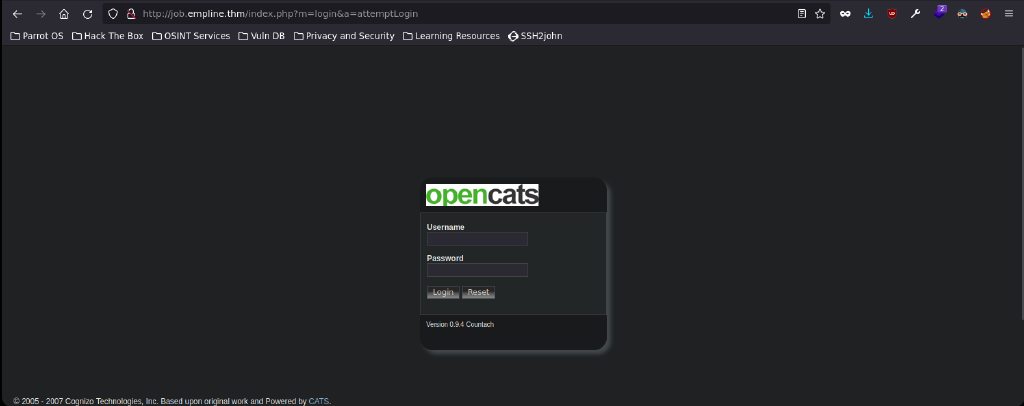 http://job.empline.thm/index.php?m=login&a=attemptLogin
2
Parrot OS Hack The Box OSINT Services Vuln DB Privacy and Security Learning Resources SSH2john
opencats
Username
Password
Login Reset
Version 0.9.4 Countach
© 2005 - 2007 Cognizo Technologies, Inc. Based upon original work and Powered by CATS.